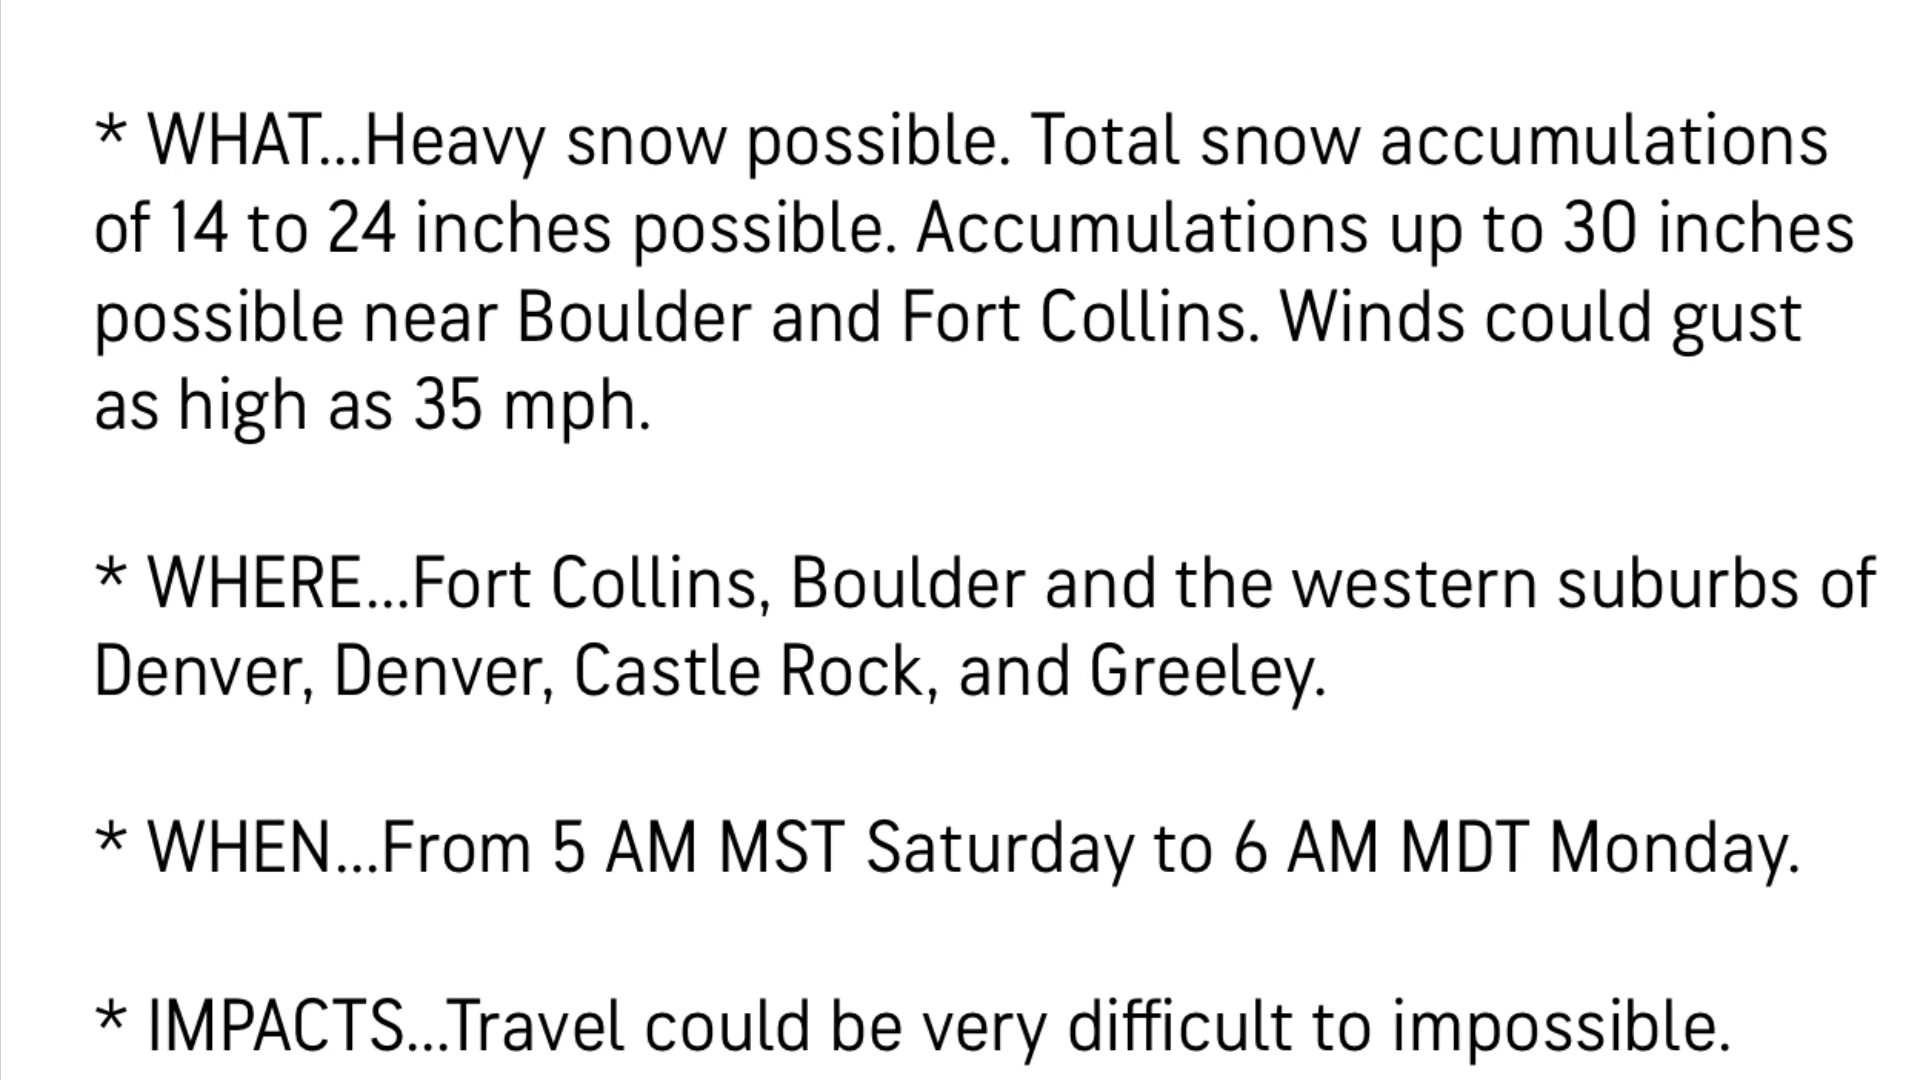 * WHAT...Heavy snow possible. Total snow accumulations
of 14 to 24 inches possible. Accumulations up to 30 inches
possible near Boulder and Fort Collins. Winds could gust
as high as 35 mph.
* WHERE...Fort Collins, Boulder and the western suburbs of
Denver, Denver, Castle Rock, and Greeley.
* WHEN...From 5 AM MST Saturday to 6 AM MDT Monday.
* IMPACTS...Travel could be very difficult to impossible.